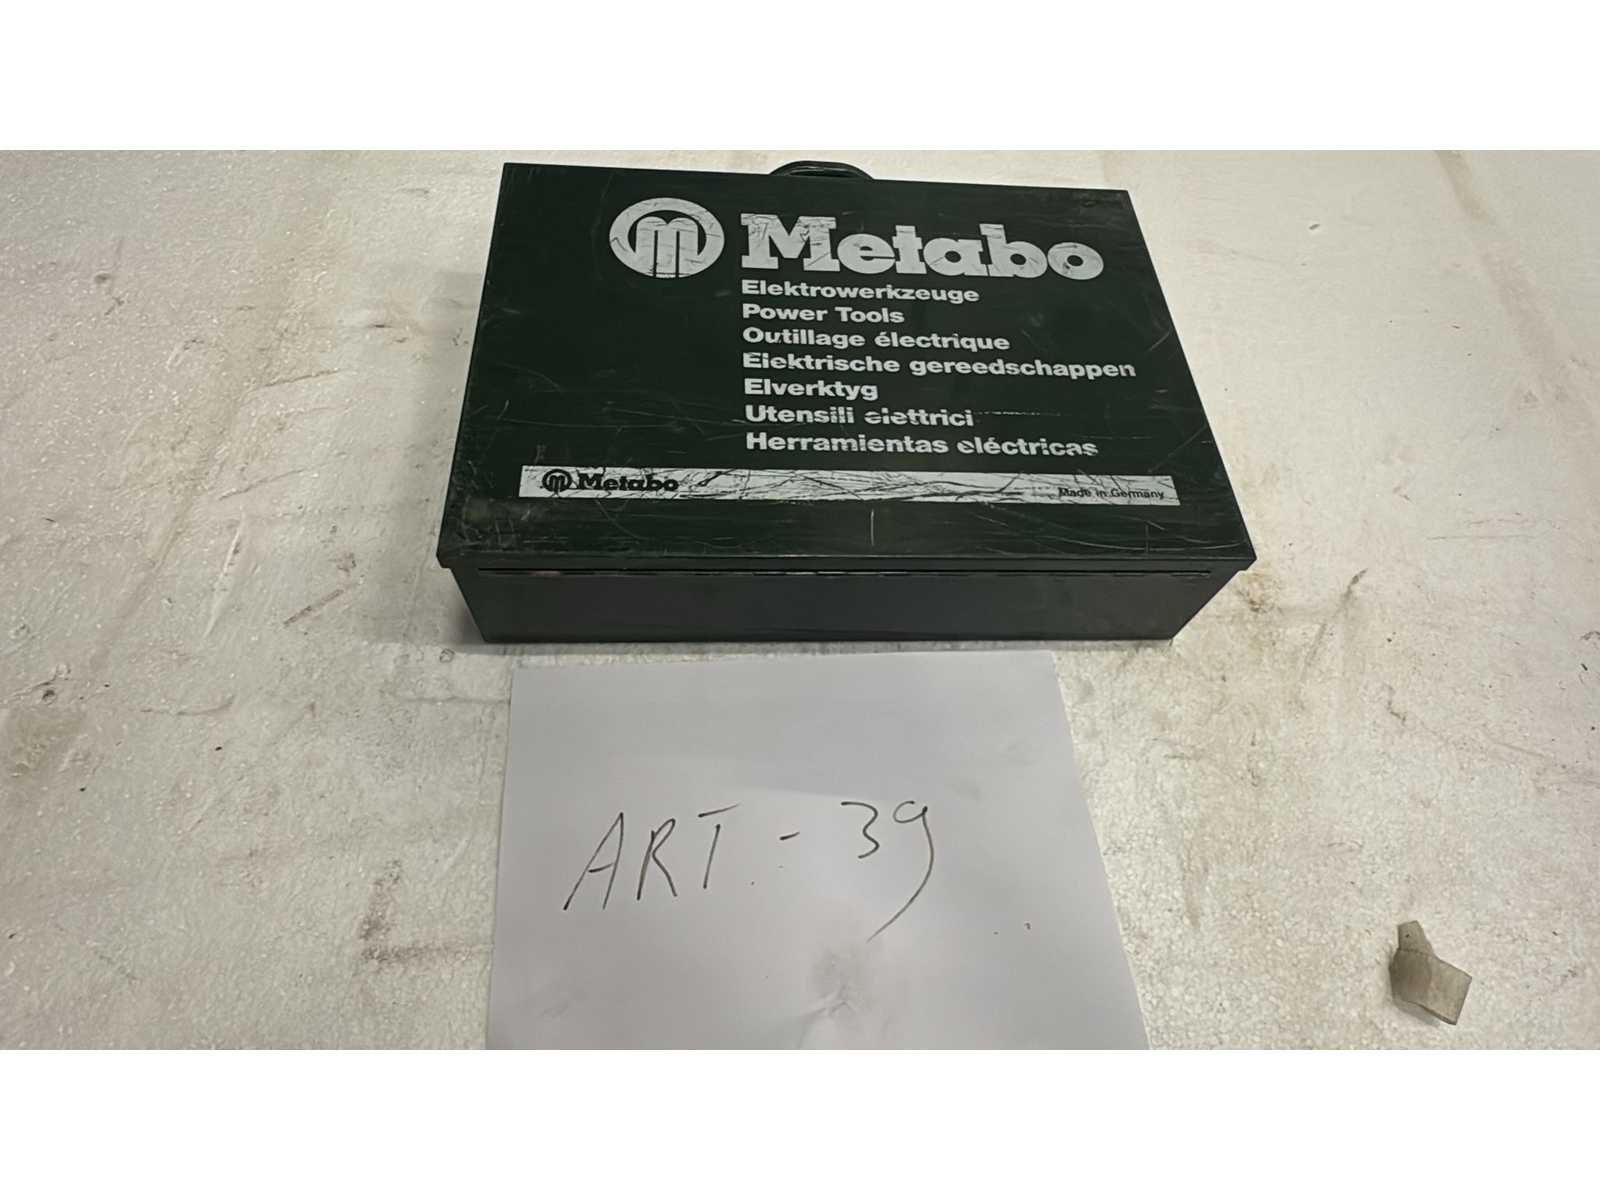 Metabo
Elektrowerkzeuge
Power Tools
Outillage électrique
Elektrische gereedschappen
Elverktyg
Utensili elettrici
Herramientas eléctricas
Metabo Made in Germany
ART - 39